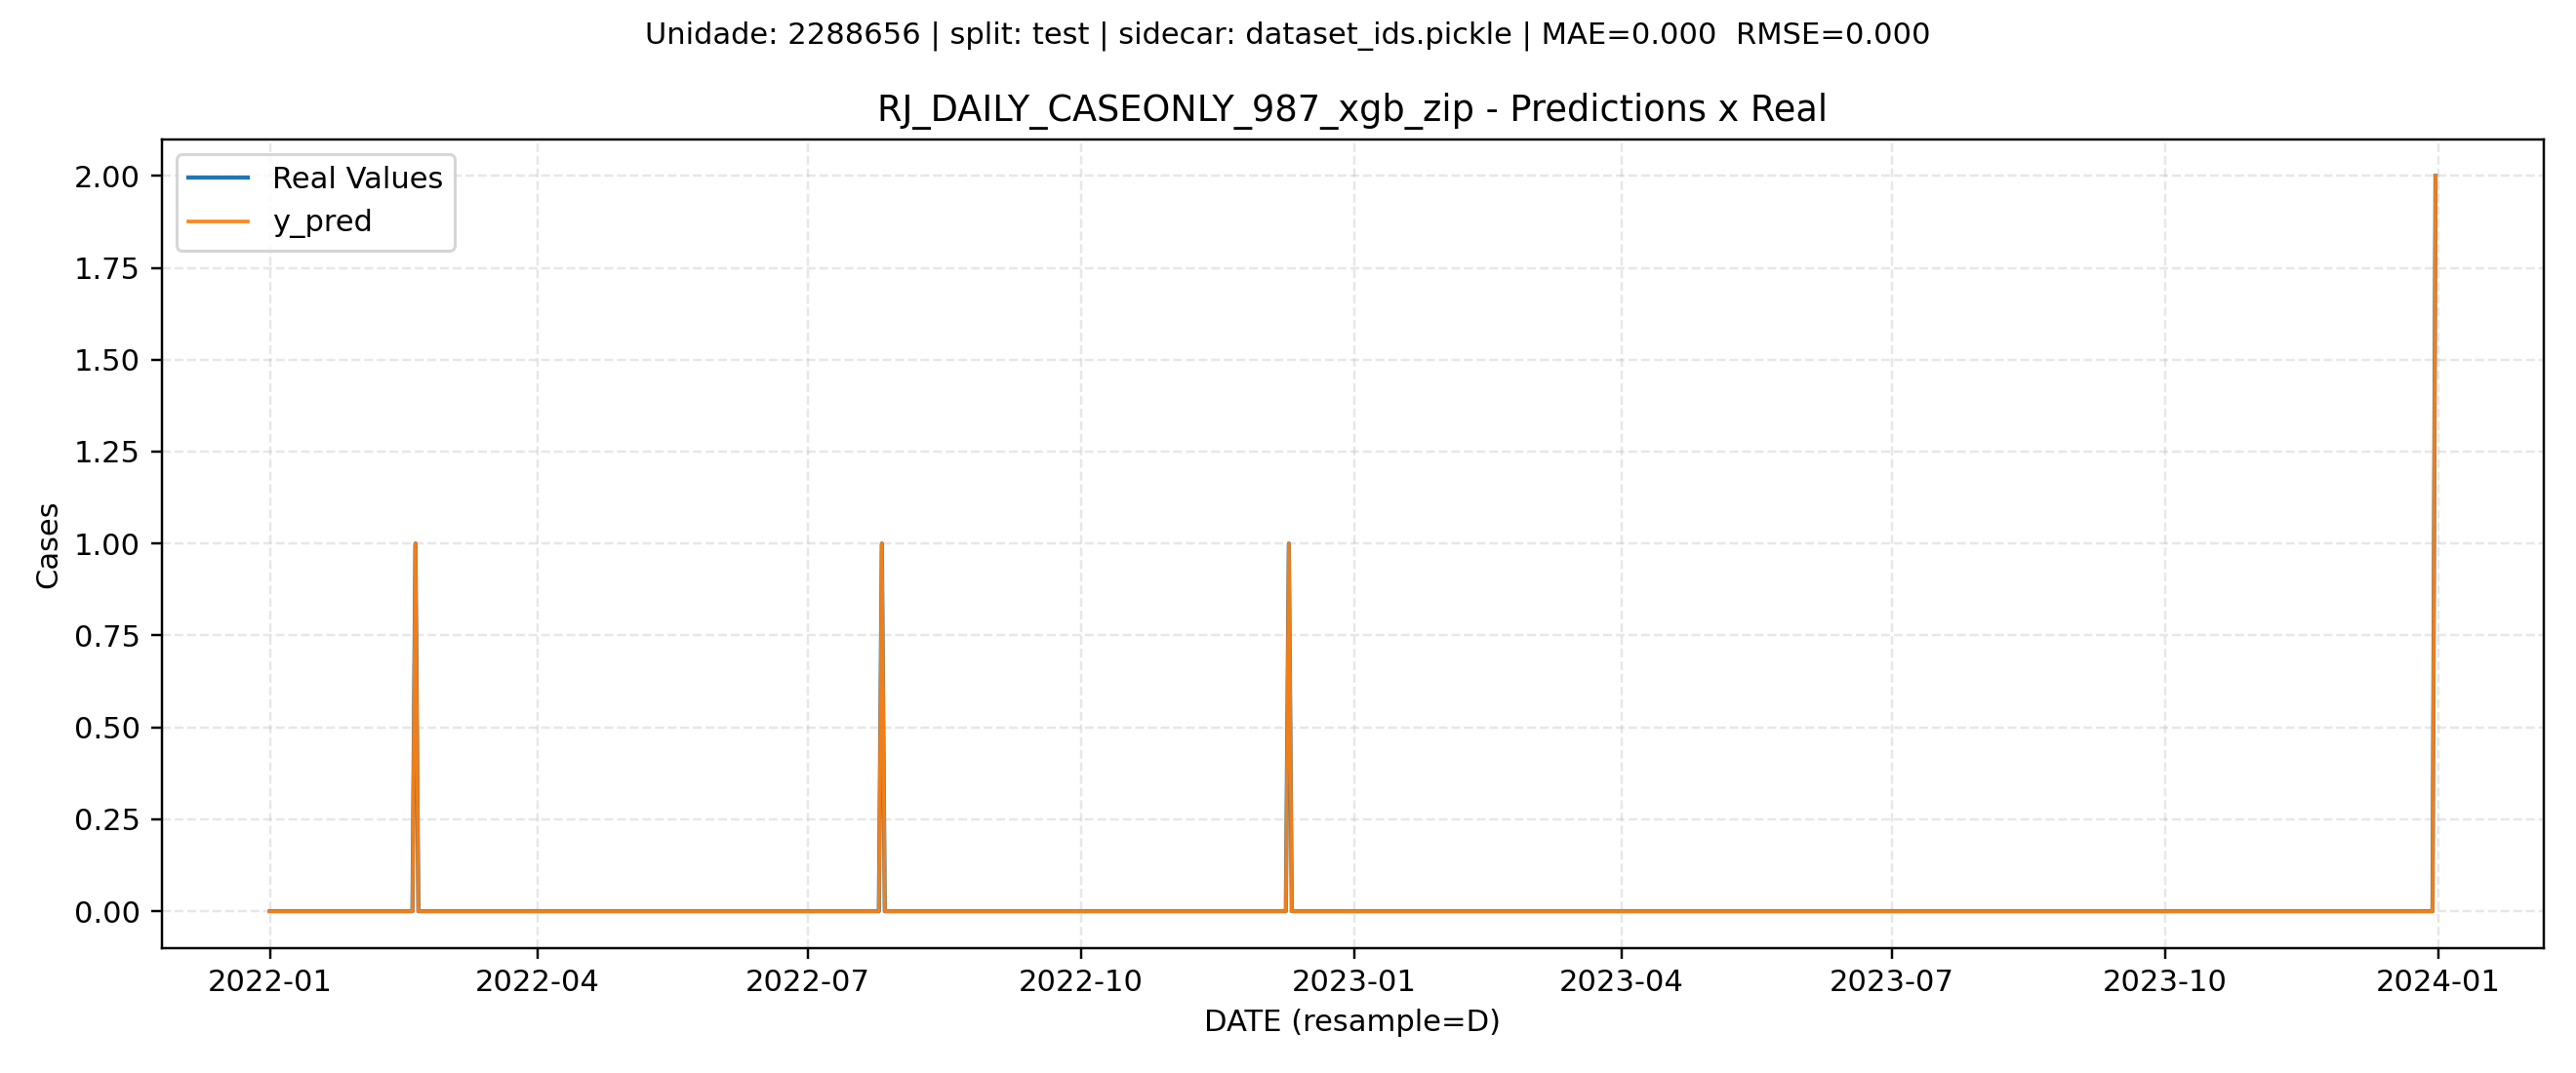 Unidade: 2288656 | split: test | sidecar: dataset_ids.pickle | MAE=0.000  RMSE=0.000
RJ_DAILY_CASEONLY_987_xgb_zip - Predictions x Real
Real Values
y_pred
2.00
1.75
1.50
1.25
1.00
0.75
0.50
0.25
0.00
Cases
2022-01 2022-04 2022-07 2022-10 2023-01 2023-04 2023-07 2023-10 2024-01
DATE (resample=D)